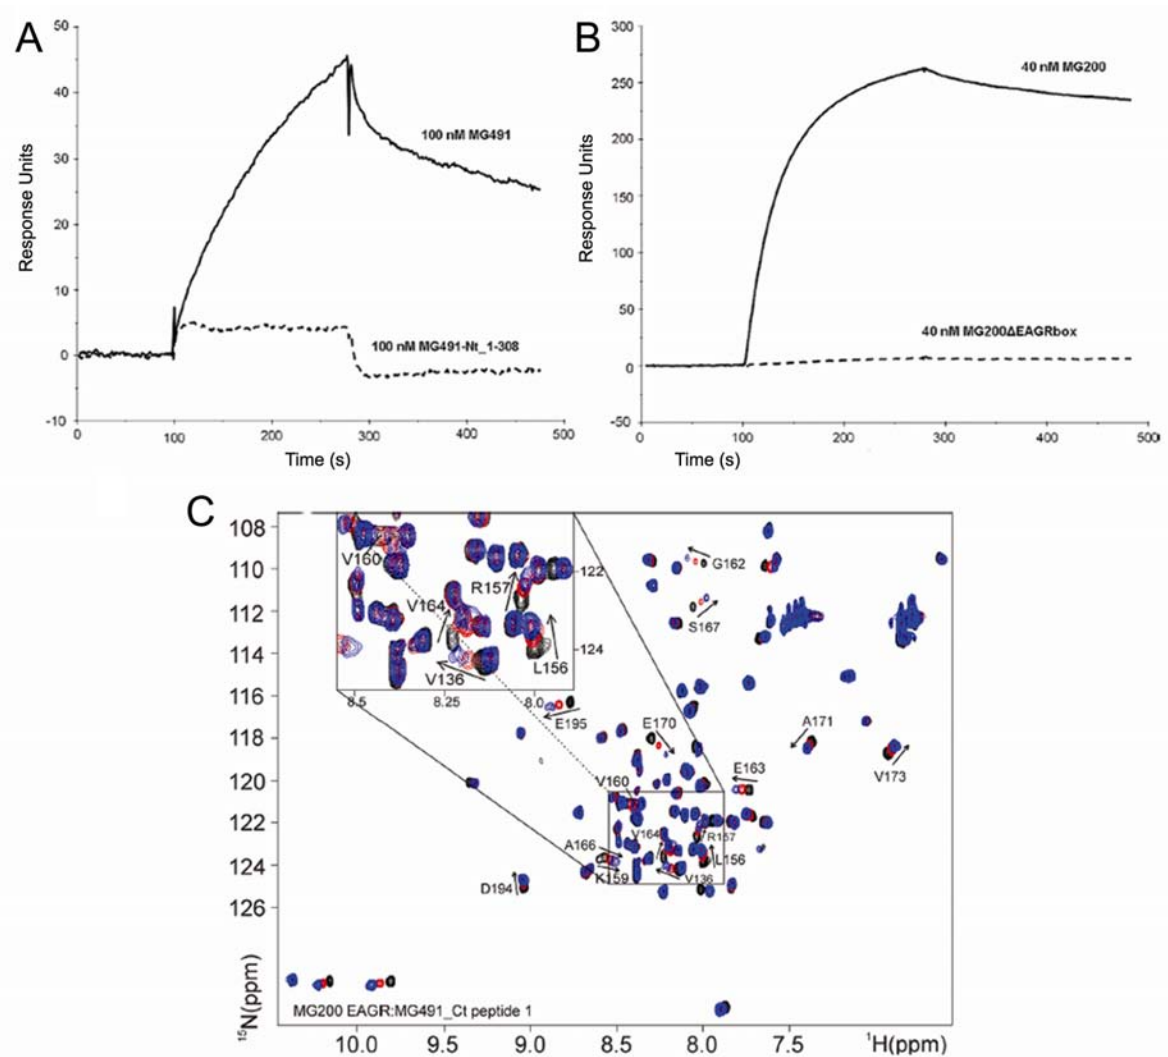 A
B
50
40
30
20
10
0
-10
Response Units
100 nM MG491
100 nM MG491-Nt_1-308
0 100 200 300 400 500
Time (s)
300
250
200
150
100
50
0
-50
Response Units
40 nM MG200
40 nM MG200ΔEAGRbox
0 100 200 300 400 500
Time (s)
C
108
110
112
114
116
118
120
122
124
126
15N(ppm)
V160
R157
V164
V136
L156
122
124
8.5 8.25 8.0
G162
S167
E195
E170
A171
V173
E163
V160
A166
V164
R157
L156
K159
V136
D194
MG200 EAGR:MG491_Ct peptide 1
10.0 9.5 9.0 8.5 8.0 7.5 1H(ppm)